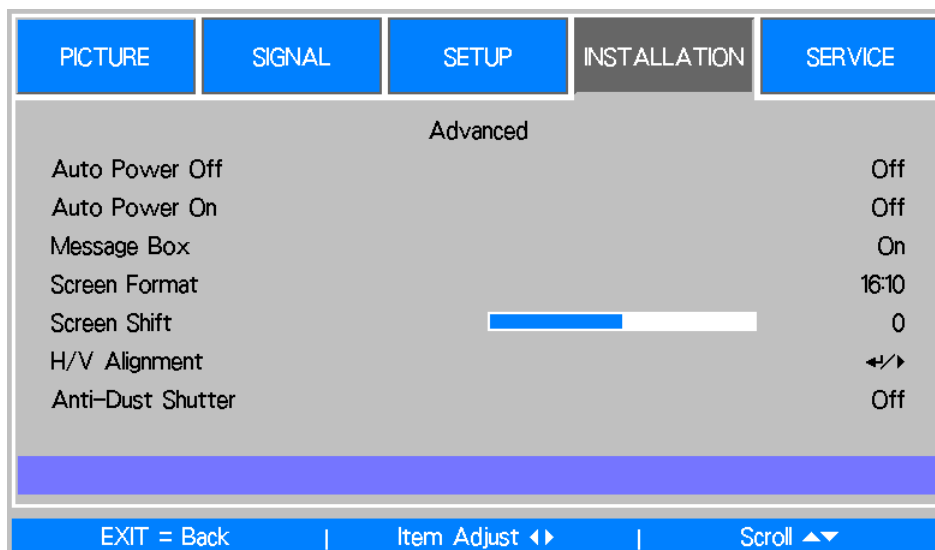 PICTURE SIGNAL SETUP INSTALLATION SERVICE
Advanced
Auto Power Off Off
Auto Power On Off
Message Box On
Screen Format 16:10
Screen Shift 0
H/V Alignment ↵/▶
Anti-Dust Shutter Off
EXIT = Back | Item Adjust ◀▶ | Scroll ▲▼